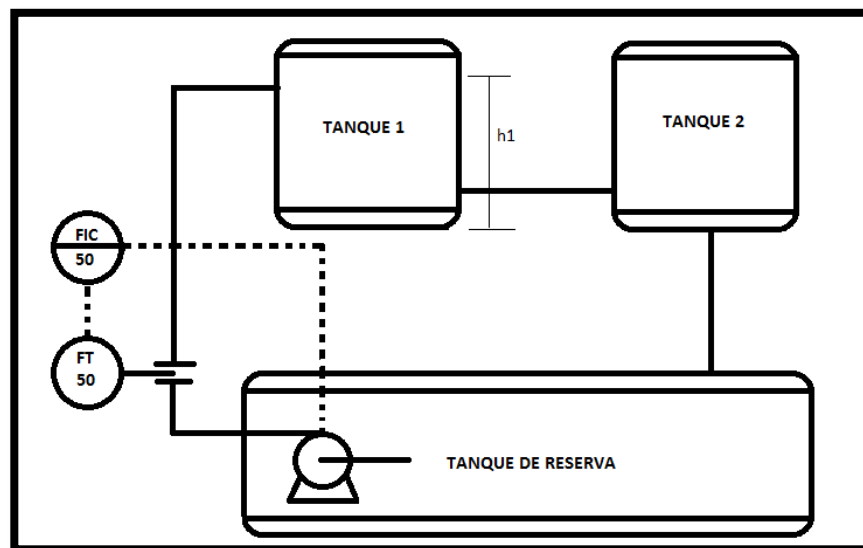 TANQUE 1
TANQUE 2
h1
FIC
50
FT
50
TANQUE DE RESERVA